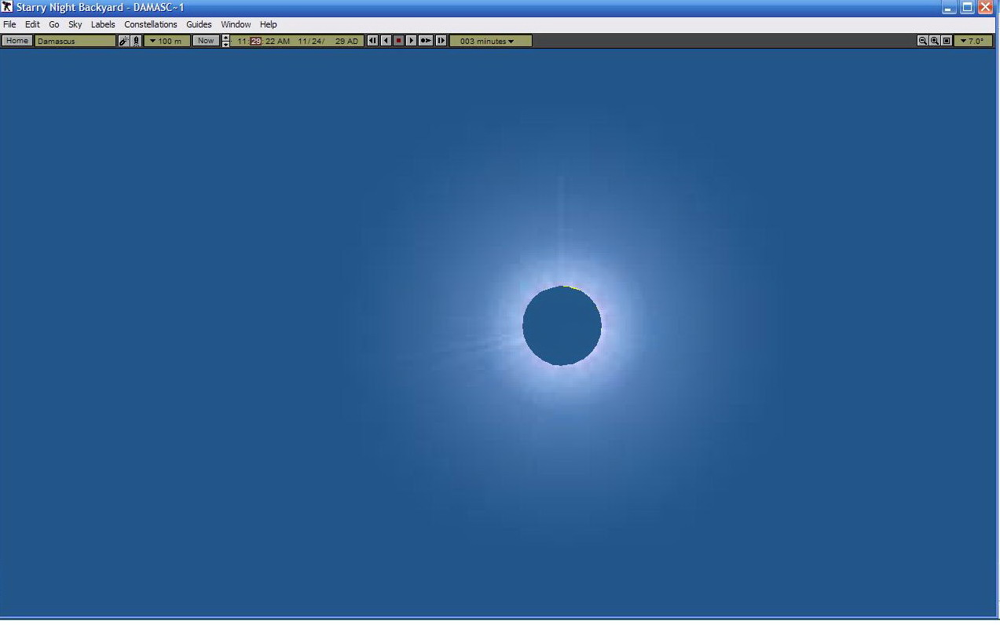 Starry Night Backyard - DAMASC~1
File Edit Go Sky Labels Constellations Guides Window Help
Home Damascus 100 m Now 11:29:22 AM 11/24/ 29 AD 003 minutes 7.0°